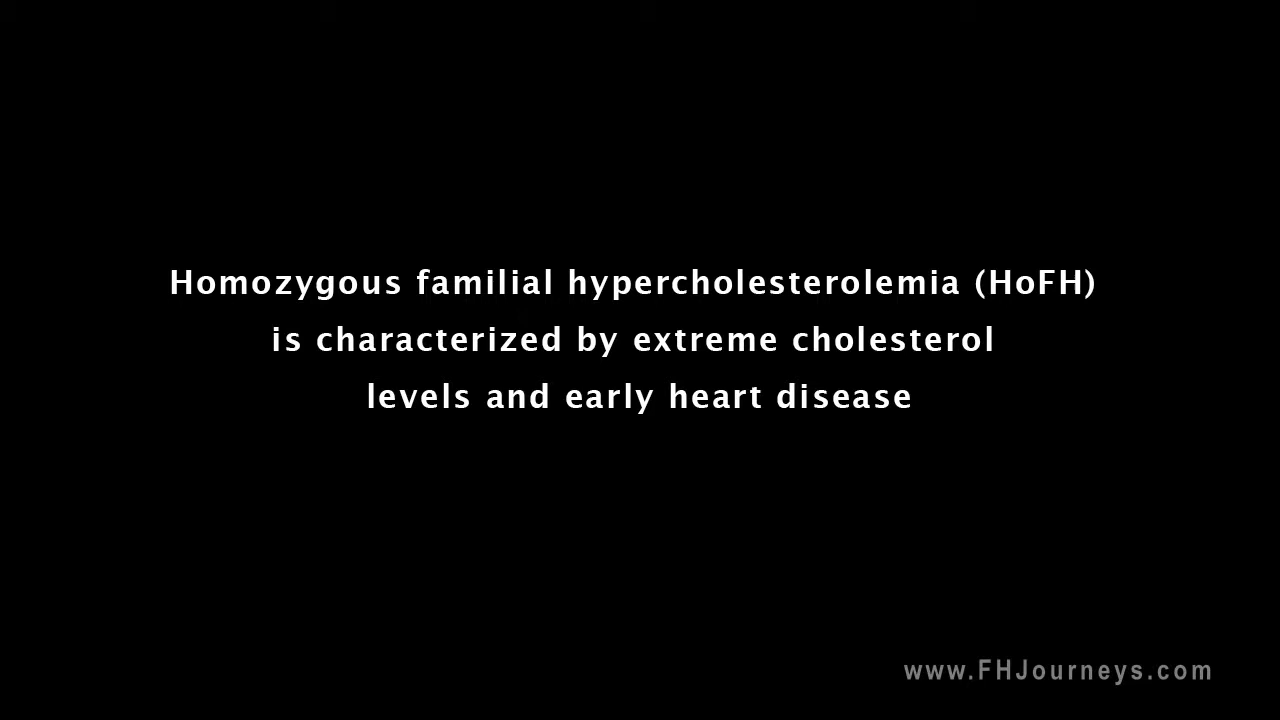 Homozygous familial hypercholesterolemia (HoFH)
is characterized by extreme cholesterol
levels and early heart disease
www.FHJourneys.com